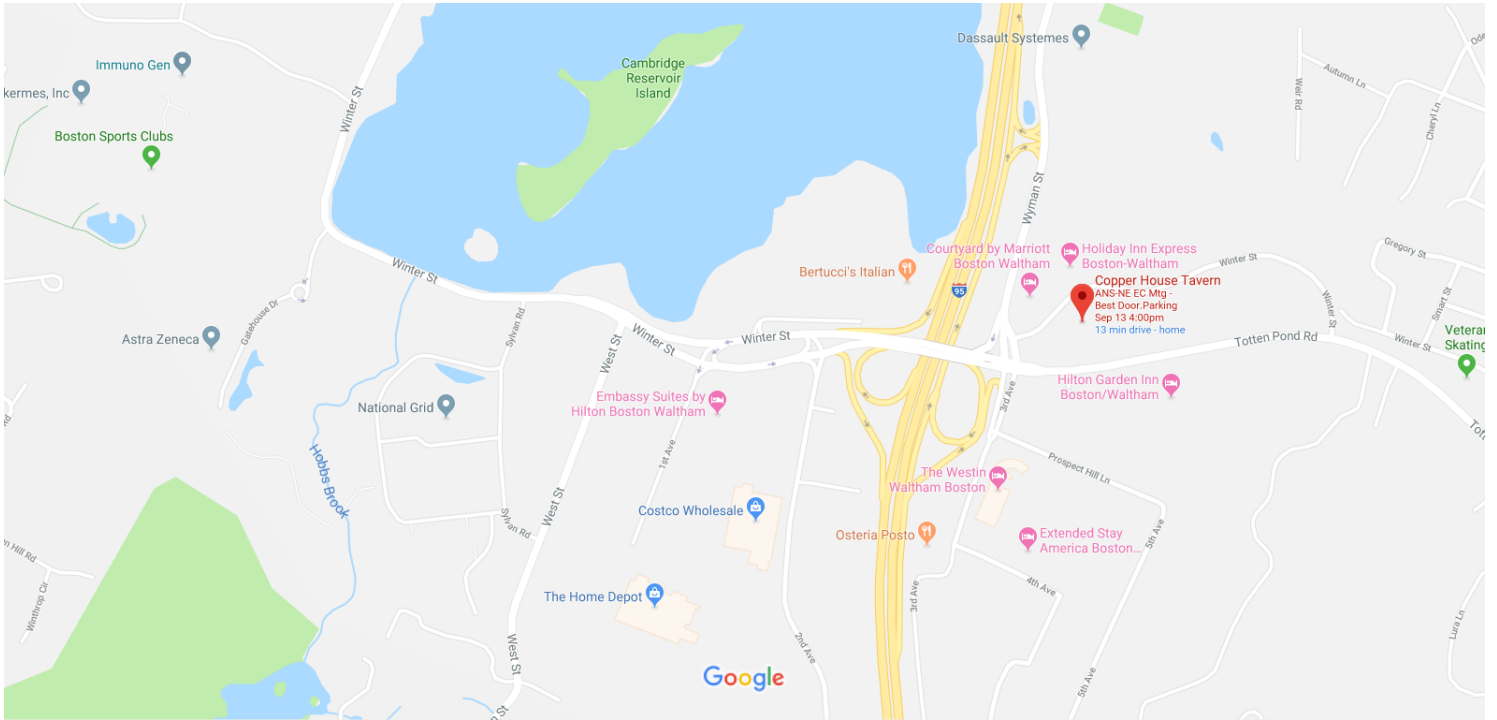 Dassault Systemes
Immuno Gen
Cambridge
Reservoir
Island
kermes, Inc
Winter St
Boston Sports Clubs
Weir Rd
Autumn Ln
Cheryl Ln
Wyman St
Winter St
Bertucci's Italian
Courtyard by Marriott
Boston Waltham
Holiday Inn Express
Boston-Waltham
Gregory St
Winter St
95
Copper House Tavern
ANS-NE EC Mtg -
Best Door.Parking
Sep 13 4:00pm
13 min drive - home
Gatehouse Dr
Sylvan Rd
Winter St
Smart St
Astra Zeneca
West St
Winter St
Winter St
Totten Pond Rd
Winter St
Veteran
Skating
National Grid
Embassy Suites by
Hilton Boston Waltham
3rd Ave
Hilton Garden Inn
Boston/Waltham
1st Ave
Hobbs Brook
Prospect Hill Ln
The Westin
Waltham Boston
West St
Sylvan Rd
Costco Wholesale
Osteria Posto
Extended Stay
America Boston...
5th Ave
Winthrop Cir
The Home Depot
3rd Ave
4th Ave
Lura Ln
West St
2nd Ave
5th Ave
Google